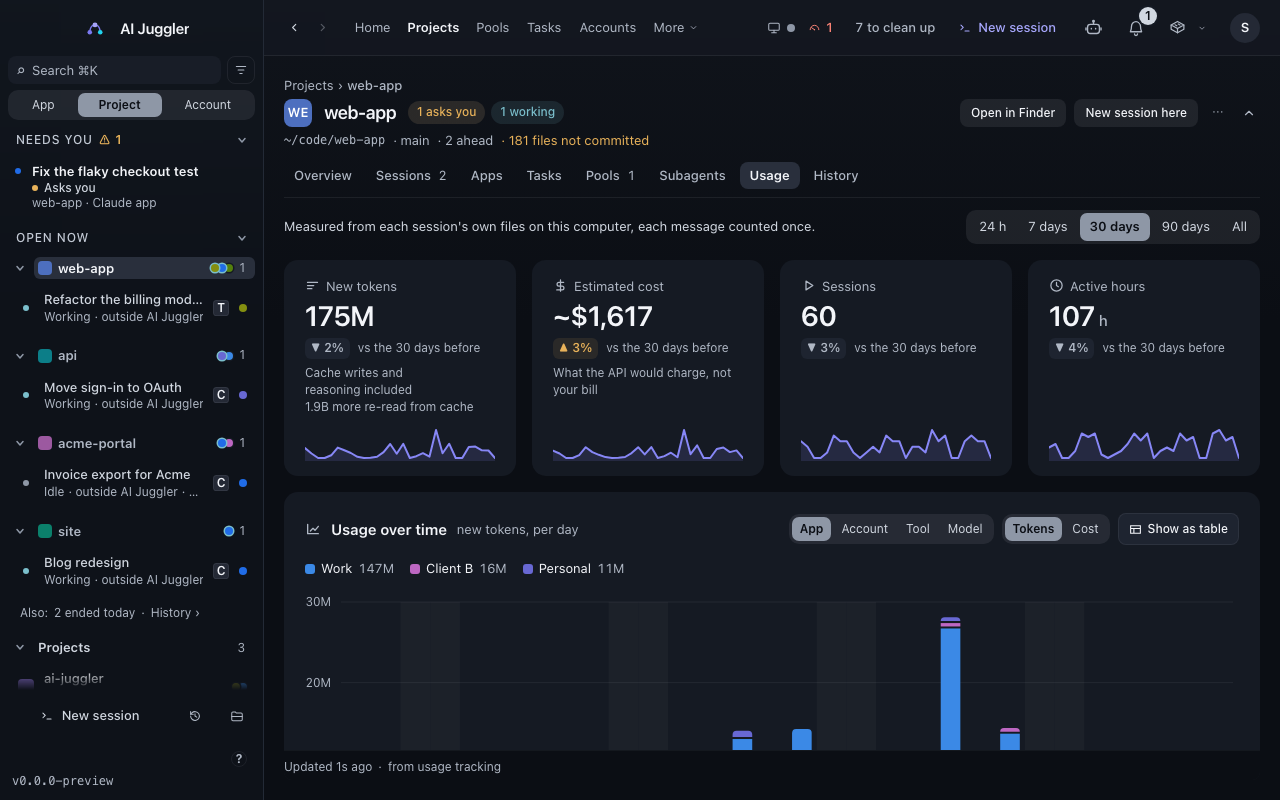 AI Juggler
Search ⌘K
App Project Account
NEEDS YOU 1
Fix the flaky checkout test
Asks you
web-app · Claude app
OPEN NOW
web-app 1
Refactor the billing mod... T
Working · outside AI Juggler
api 1
Move sign-in to OAuth C
Working · outside AI Juggler
acme-portal 1
Invoice export for Acme C
Idle · outside AI Juggler · ...
site 1
Blog redesign C
Working · outside AI Juggler
Also: 2 ended today · History ›
Projects 3
ai-juggler
New session
?
v0.0.0-preview
Home Projects Pools Tasks Accounts More 1 7 to clean up New session 1 S
Projects › web-app
WE web-app 1 asks you 1 working Open in Finder New session here ···
~/code/web-app · main · 2 ahead · 181 files not committed
Overview Sessions 2 Apps Tasks Pools 1 Subagents Usage History
Measured from each session's own files on this computer, each message counted once. 24 h 7 days 30 days 90 days All
New tokens
175M
▼ 2% vs the 30 days before
Cache writes and
reasoning included
1.9B more re-read from cache
Estimated cost
~$1,617
▲ 3% vs the 30 days before
What the API would charge, not
your bill
Sessions
60
▼ 3% vs the 30 days before
Active hours
107 h
▼ 4% vs the 30 days before
Usage over time new tokens, per day App Account Tool Model Tokens Cost Show as table
Work 147M Client B 16M Personal 11M
30M
20M
Updated 1s ago · from usage tracking